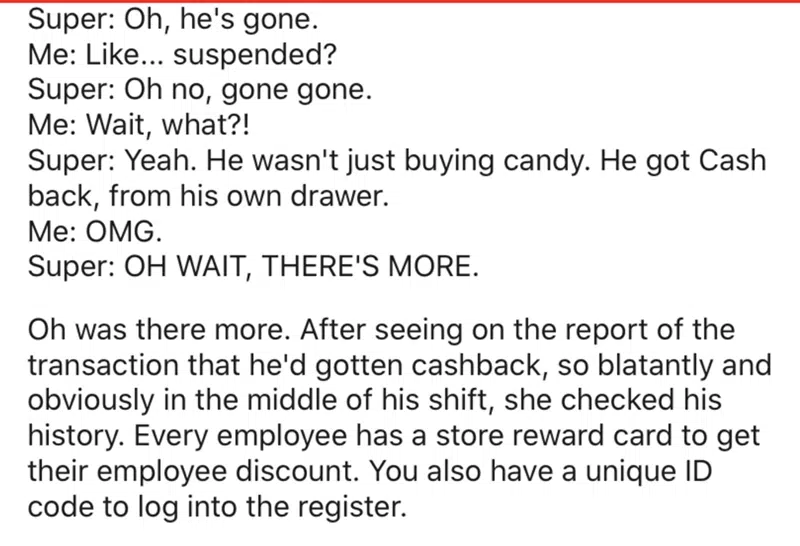 Super: Oh, he's gone.
Me: Like... suspended?
Super: Oh no, gone gone.
Me: Wait, what?!
Super: Yeah. He wasn't just buying candy. He got Cash
back, from his own drawer.
Me: OMG.
Super: OH WAIT, THERE'S MORE.
Oh was there more. After seeing on the report of the
transaction that he'd gotten cashback, so blatantly and
obviously in the middle of his shift, she checked his
history. Every employee has a store reward card to get
their employee discount. You also have a unique ID
code to log into the register.